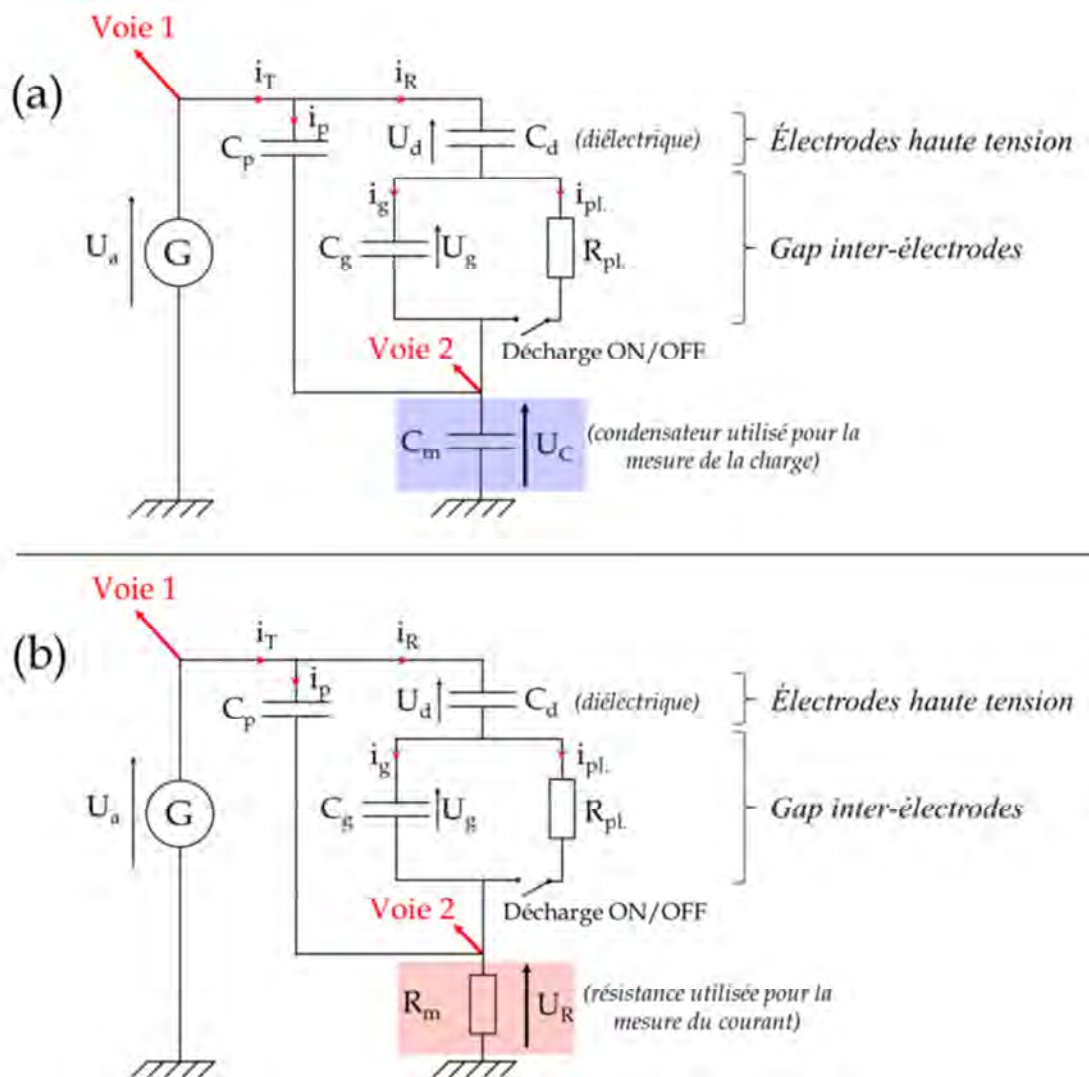 (a)
Voie 1
i_T
i_R
i_p
C_p
U_d
C_d (diélectrique)
Électrodes haute tension
U_a
G
i_g
i_pl.
C_g
U_g
R_pl.
Gap inter-électrodes
Voie 2
Décharge ON/OFF
C_m
U_C
(condensateur utilisé pour la
mesure de la charge)
(b)
Voie 1
i_T
i_R
i_p
C_p
U_d
C_d (diélectrique)
Électrodes haute tension
U_a
G
i_g
i_pl.
C_g
U_g
R_pl.
Gap inter-électrodes
Voie 2
Décharge ON/OFF
R_m
U_R
(résistance utilisée pour la
mesure du courant)